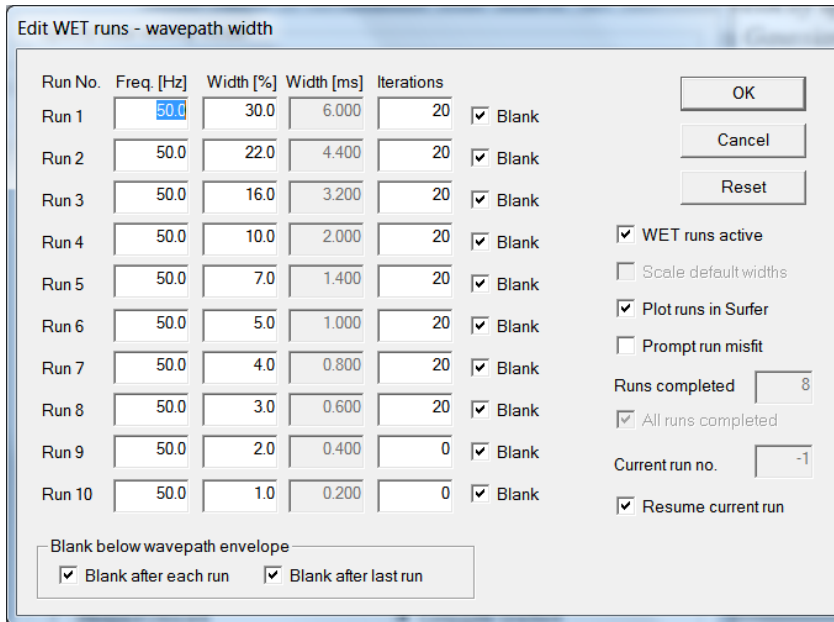 Edit WET runs - wavepath width
Run No. Freq. [Hz] Width [%] Width [ms] Iterations
Run 1 50.0 30.0 6.000 20 Blank
Run 2 50.0 22.0 4.400 20 Blank
Run 3 50.0 16.0 3.200 20 Blank
Run 4 50.0 10.0 2.000 20 Blank
Run 5 50.0 7.0 1.400 20 Blank
Run 6 50.0 5.0 1.000 20 Blank
Run 7 50.0 4.0 0.800 20 Blank
Run 8 50.0 3.0 0.600 20 Blank
Run 9 50.0 2.0 0.400 0 Blank
Run 10 50.0 1.0 0.200 0 Blank
Blank below wavepath envelope
Blank after each run Blank after last run
OK
Cancel
Reset
WET runs active
Scale default widths
Plot runs in Surfer
Prompt run misfit
Runs completed 8
All runs completed
Current run no. -1
Resume current run